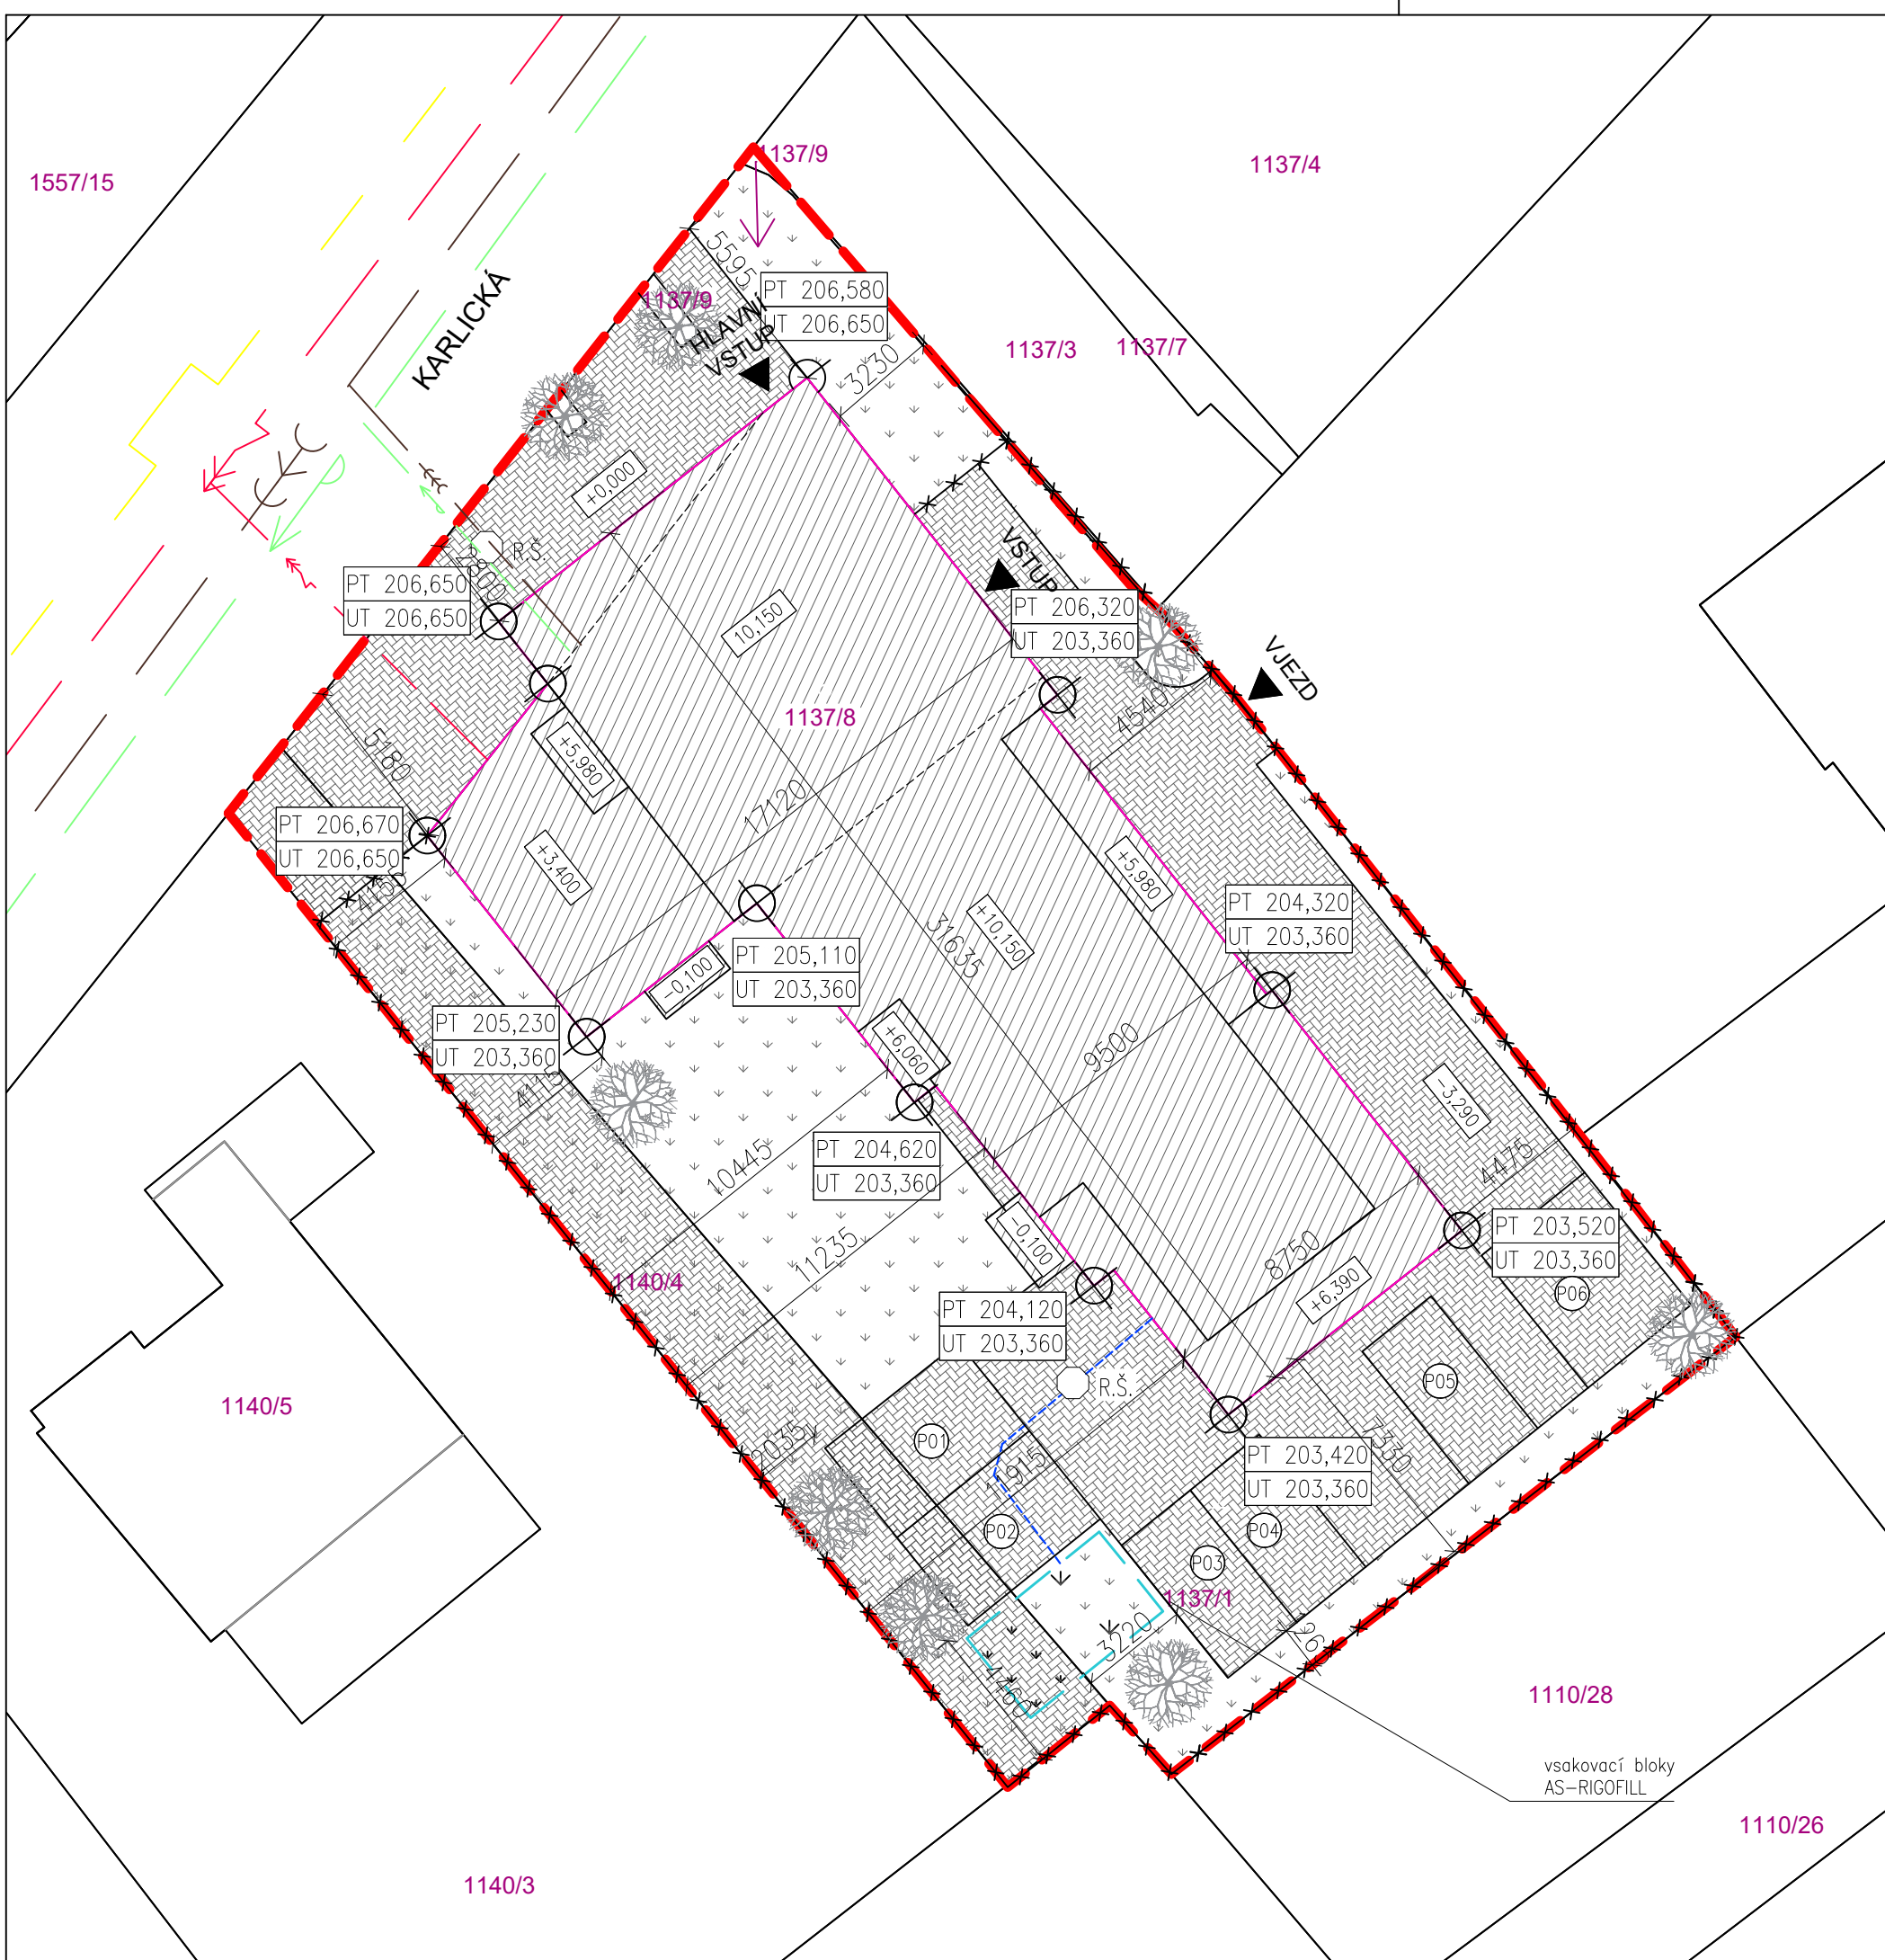 1137/9
1137/4
1557/15
5595
KARLICKÁ
1137/9
HLAVNÍ
VSTUP
PT 206,580
UT 206,650
1137/3
1137/7
3230
+0,000
R.Š.
2800
VSTUP
PT 206,650
UT 206,650
PT 206,320
UT 203,360
10,150
VJEZD
1137/8
4540
5180
+5,980
17120
PT 206,670
UT 206,650
+3,400
+5,980
31635
+10,150
PT 204,320
UT 203,360
PT 205,110
UT 203,360
-0,100
PT 205,230
UT 203,360
+6,060
9500
-3,290
4475
10445
PT 204,620
UT 203,360
11235
-0,100
8750
PT 203,520
UT 203,360
1140/4
+6,390
P06
PT 204,120
UT 203,360
R.Š.
P05
1140/5
P01
2035
PT 203,420
UT 203,360
7330
P02
P04
P03
1137/1
3220
4460
1110/28
vsakovací bloky
AS-RIGOFILL
1110/26
1140/3